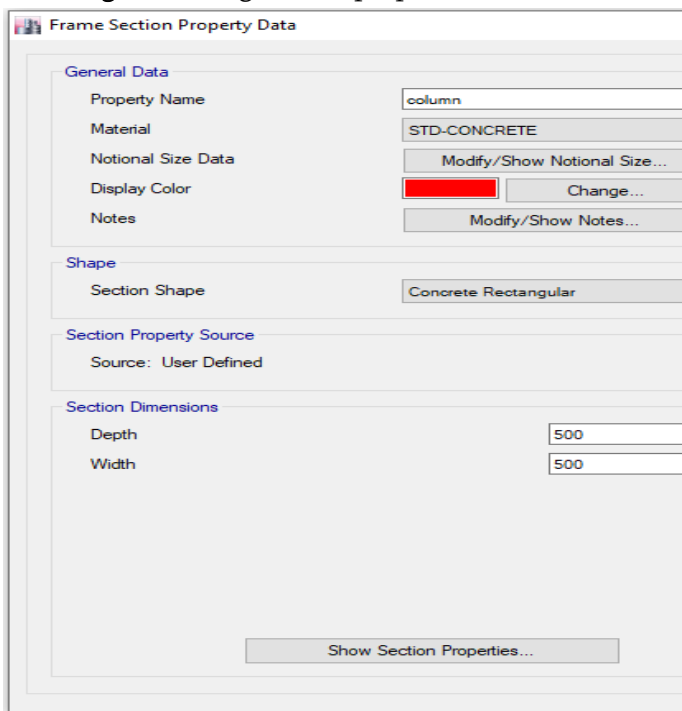 Frame Section Property Data
General Data
Property Name column
Material STD-CONCRETE
Notional Size Data Modify/Show Notional Size...
Display Color Change...
Notes Modify/Show Notes...
Shape
Section Shape Concrete Rectangular
Section Property Source
Source: User Defined
Section Dimensions
Depth 500
Width 500
Show Section Properties...